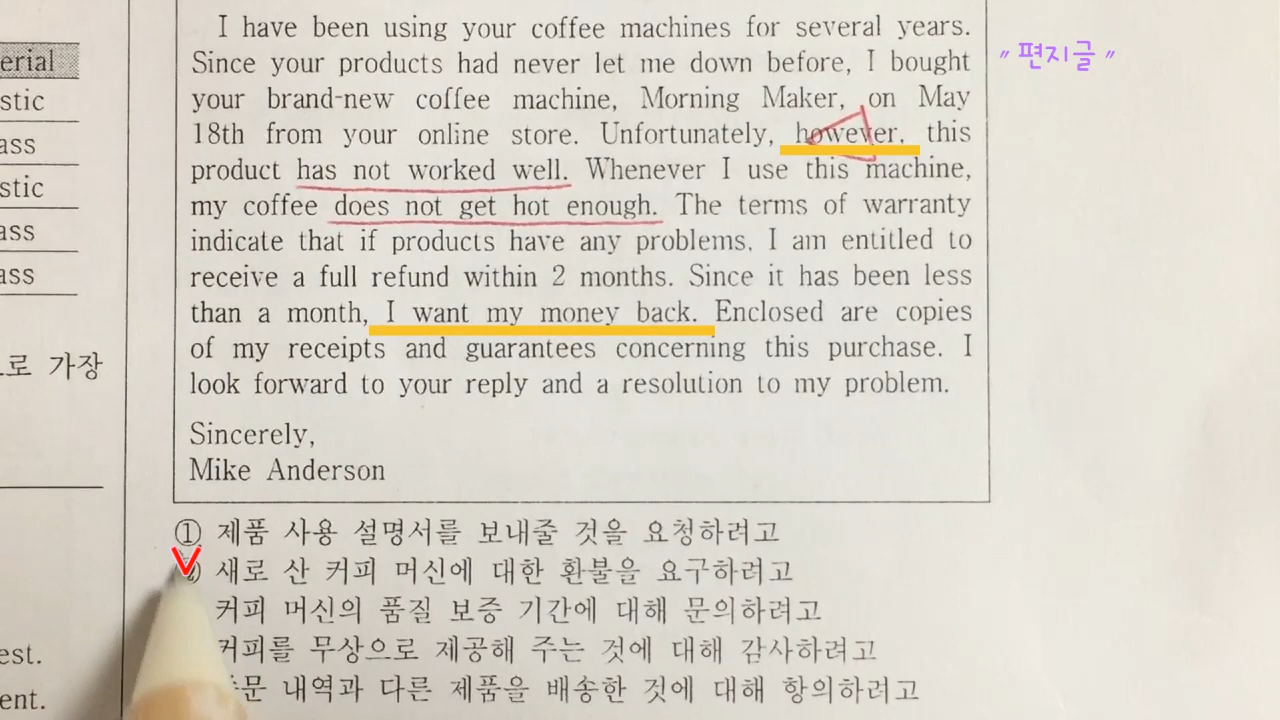 I have been using your coffee machines for several years.
Since your products had never let me down before, I bought
your brand-new coffee machine, Morning Maker, on May
18th from your online store. Unfortunately, however, this
product has not worked well. Whenever I use this machine,
my coffee does not get hot enough. The terms of warranty
indicate that if products have any problems, I am entitled to
receive a full refund within 2 months. Since it has been less
than a month, I want my money back. Enclosed are copies
of my receipts and guarantees concerning this purchase. I
look forward to your reply and a resolution to my problem.
Sincerely,
Mike Anderson
① 제품 사용 설명서를 보내줄 것을 요청하려고
새로 산 커피 머신에 대한 환불을 요구하려고
커피 머신의 품질 보증 기간에 대해 문의하려고
커피를 무상으로 제공해 주는 것에 대해 감사하려고
내역과 다른 제품을 배송한 것에 대해 항의하려고
"편지글"
erial
stic
ass
stic
ass
ass
로 가장
est.
ent.